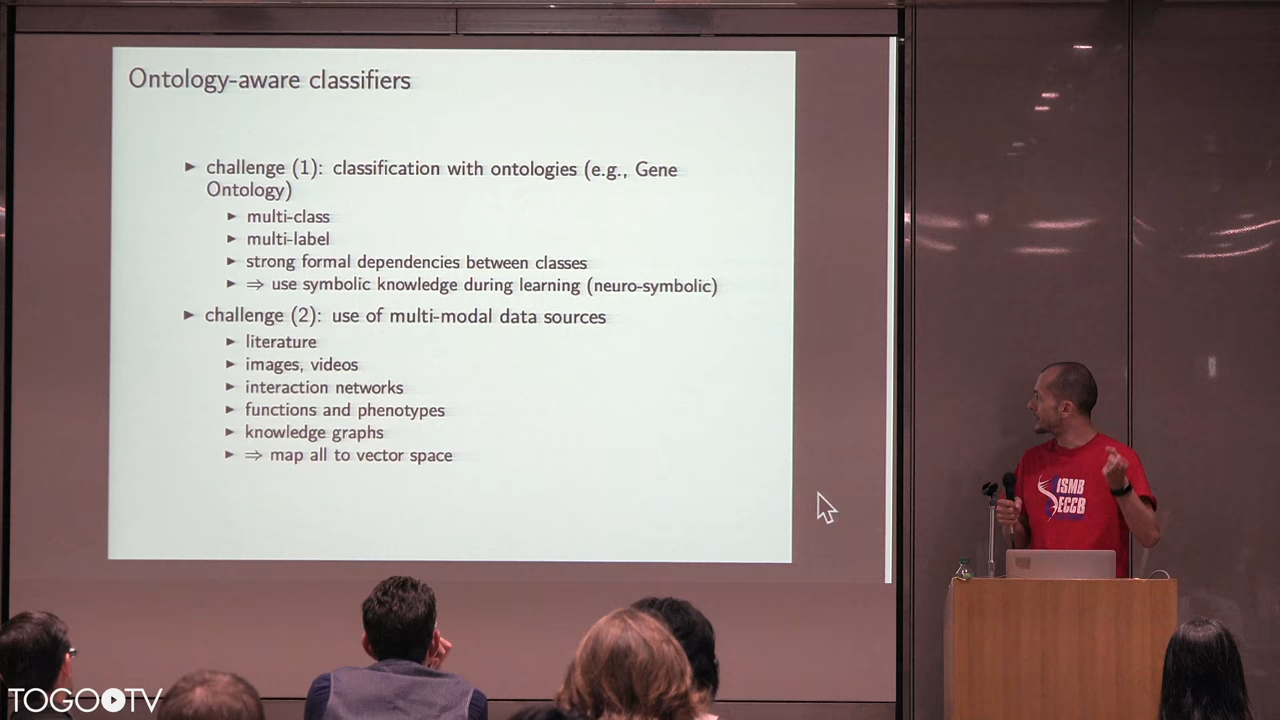 Ontology-aware classifiers
► challenge (1): classification with ontologies (e.g., Gene
Ontology)
► multi-class
► multi-label
► strong formal dependencies between classes
► ⇒ use symbolic knowledge during learning (neuro-symbolic)
► challenge (2): use of multi-modal data sources
► literature
► images, videos
► interaction networks
► functions and phenotypes
► knowledge graphs
► ⇒ map all to vector space
ISMB
ECCB
TOGOTV